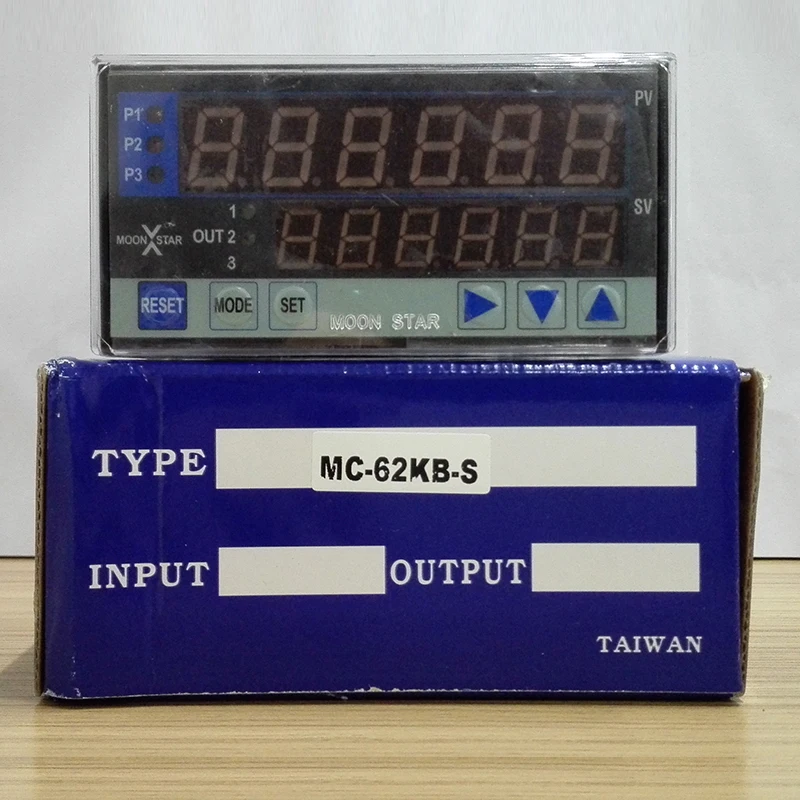 PV
P1
P2
P3
SV
1
MOON STAR
OUT 2
3
RESET
MODE
SET
MOON STAR
TYPE
MC-62KB-S
INPUT
OUTPUT
TAIWAN